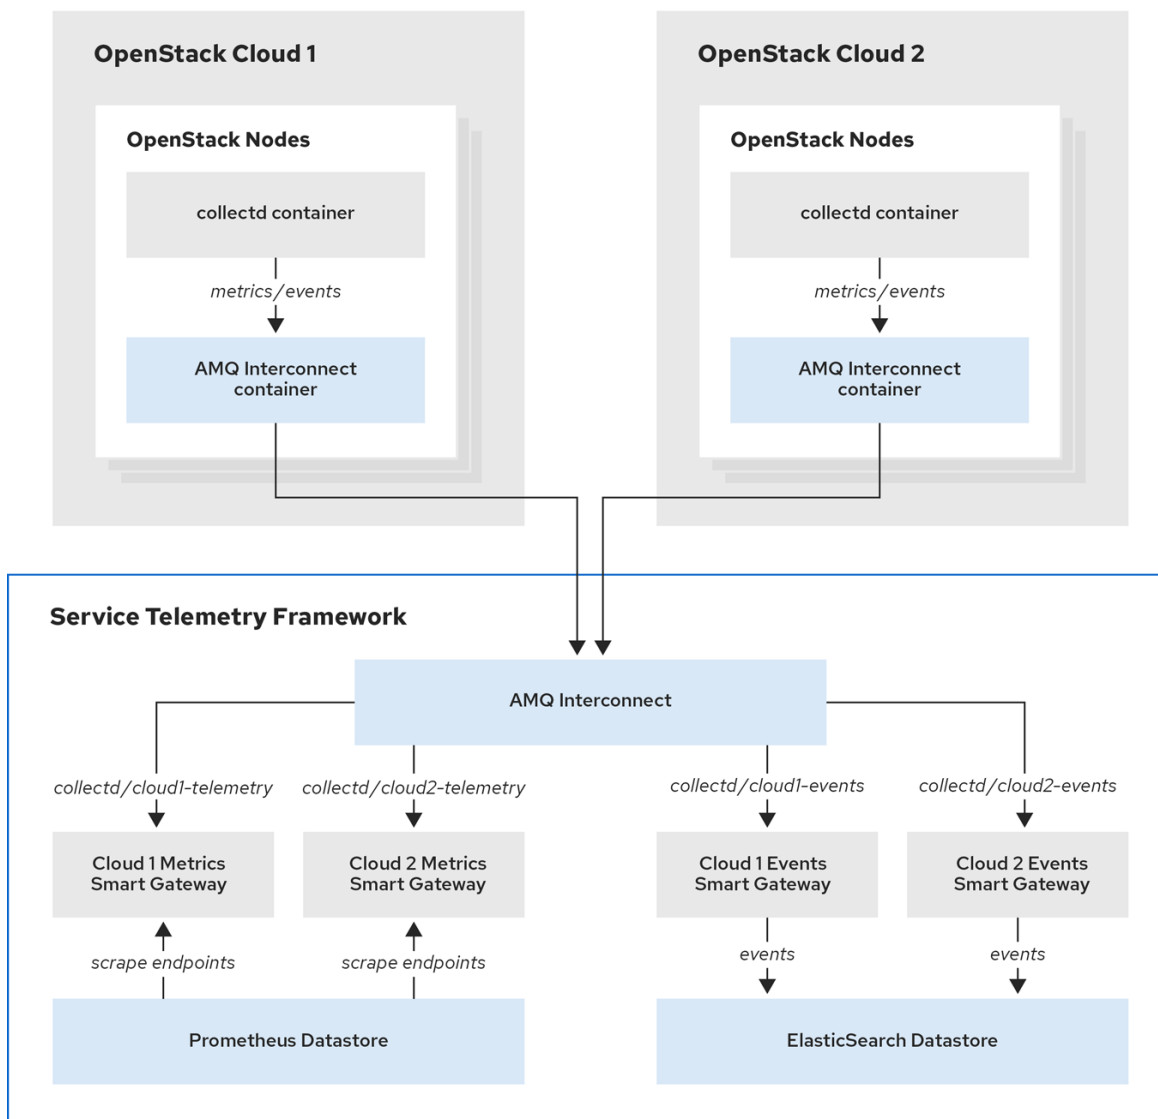 OpenStack Cloud 1
OpenStack Nodes
collectd container
metrics/events
AMQ Interconnect
container
OpenStack Cloud 2
OpenStack Nodes
collectd container
metrics/events
AMQ Interconnect
container
Service Telemetry Framework
AMQ Interconnect
collectd/cloud1-telemetry
collectd/cloud2-telemetry
collectd/cloud1-events
collectd/cloud2-events
Cloud 1 Metrics
Smart Gateway
Cloud 2 Metrics
Smart Gateway
Cloud 1 Events
Smart Gateway
Cloud 2 Events
Smart Gateway
scrape endpoints
scrape endpoints
events
events
Prometheus Datastore
ElasticSearch Datastore